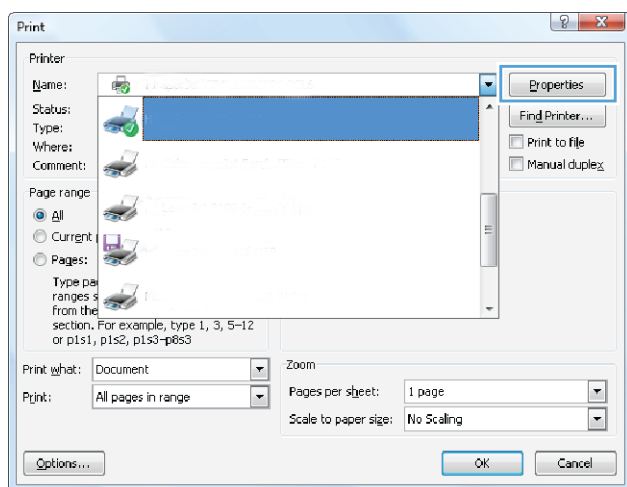 Print
Printer
Name:
Properties
Status:
Find Printer...
Type:
Where:
Print to file
Comment:
Manual duplex
Page range
All
Current
Pages:
Type
ranges
from the
section. For example, type 1, 3, 5–12
or p1s1, p1s2, p1s3–p8s3
Print what: Document
Print: All pages in range
Zoom
Pages per sheet: 1 page
Scale to paper size: No Scaling
Options...
OK
Cancel